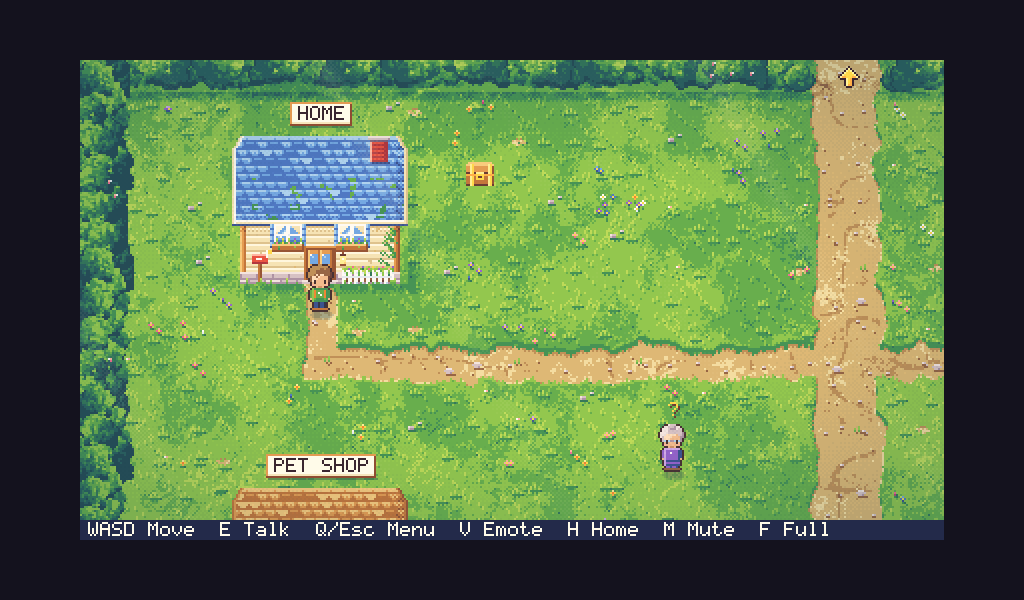 HOME
?
PET SHOP
WASD Move  E Talk  Q/Esc Menu  V Emote  H Home  M Mute  F Full